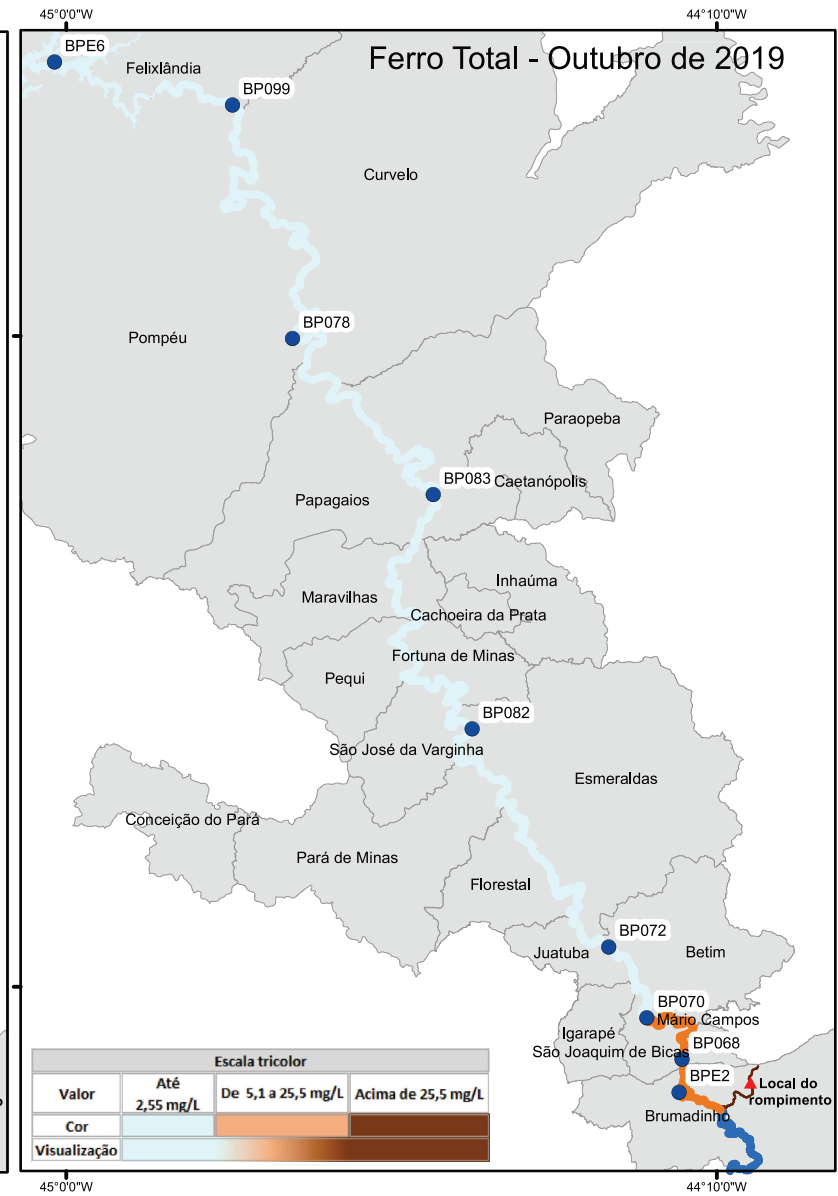 45°0'0"W
44°10'0"W
Ferro Total - Outubro de 2019
BPE6
Felixlândia
BP099
Curvelo
BP078
Pompéu
Paraopeba
BP083
Caetanópolis
Papagaios
Inhaúma
Maravilhas
Cachoeira da Prata
Fortuna de Minas
Pequi
BP082
São José da Varginha
Esmeraldas
Conceição do Pará
Pará de Minas
Florestal
BP072
Juatuba
Betim
BP070
Mário Campos
Igarapé
BP068
São Joaquim de Bicas
BPE2
Local do
rompimento
Brumadinho
Escala tricolor
Valor
Até
2,55 mg/L
De 5,1 a 25,5 mg/L
Acima de 25,5 mg/L
Cor
Visualização
45°0'0"W
44°10'0"W